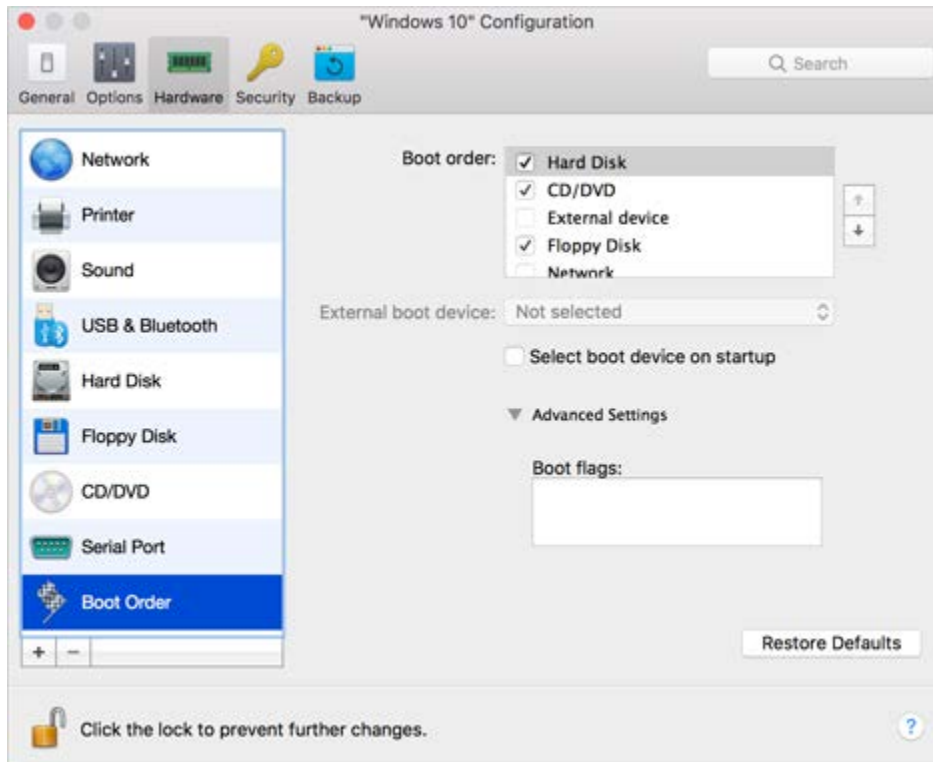 "Windows 10" Configuration
General Options Hardware Security Backup
Search
Network
Printer
Sound
USB & Bluetooth
Hard Disk
Floppy Disk
CD/DVD
Serial Port
Boot Order
+ −
Boot order:
Hard Disk
CD/DVD
External device
Floppy Disk
Network
External boot device: Not selected
Select boot device on startup
Advanced Settings
Boot flags:
Restore Defaults
Click the lock to prevent further changes.
?